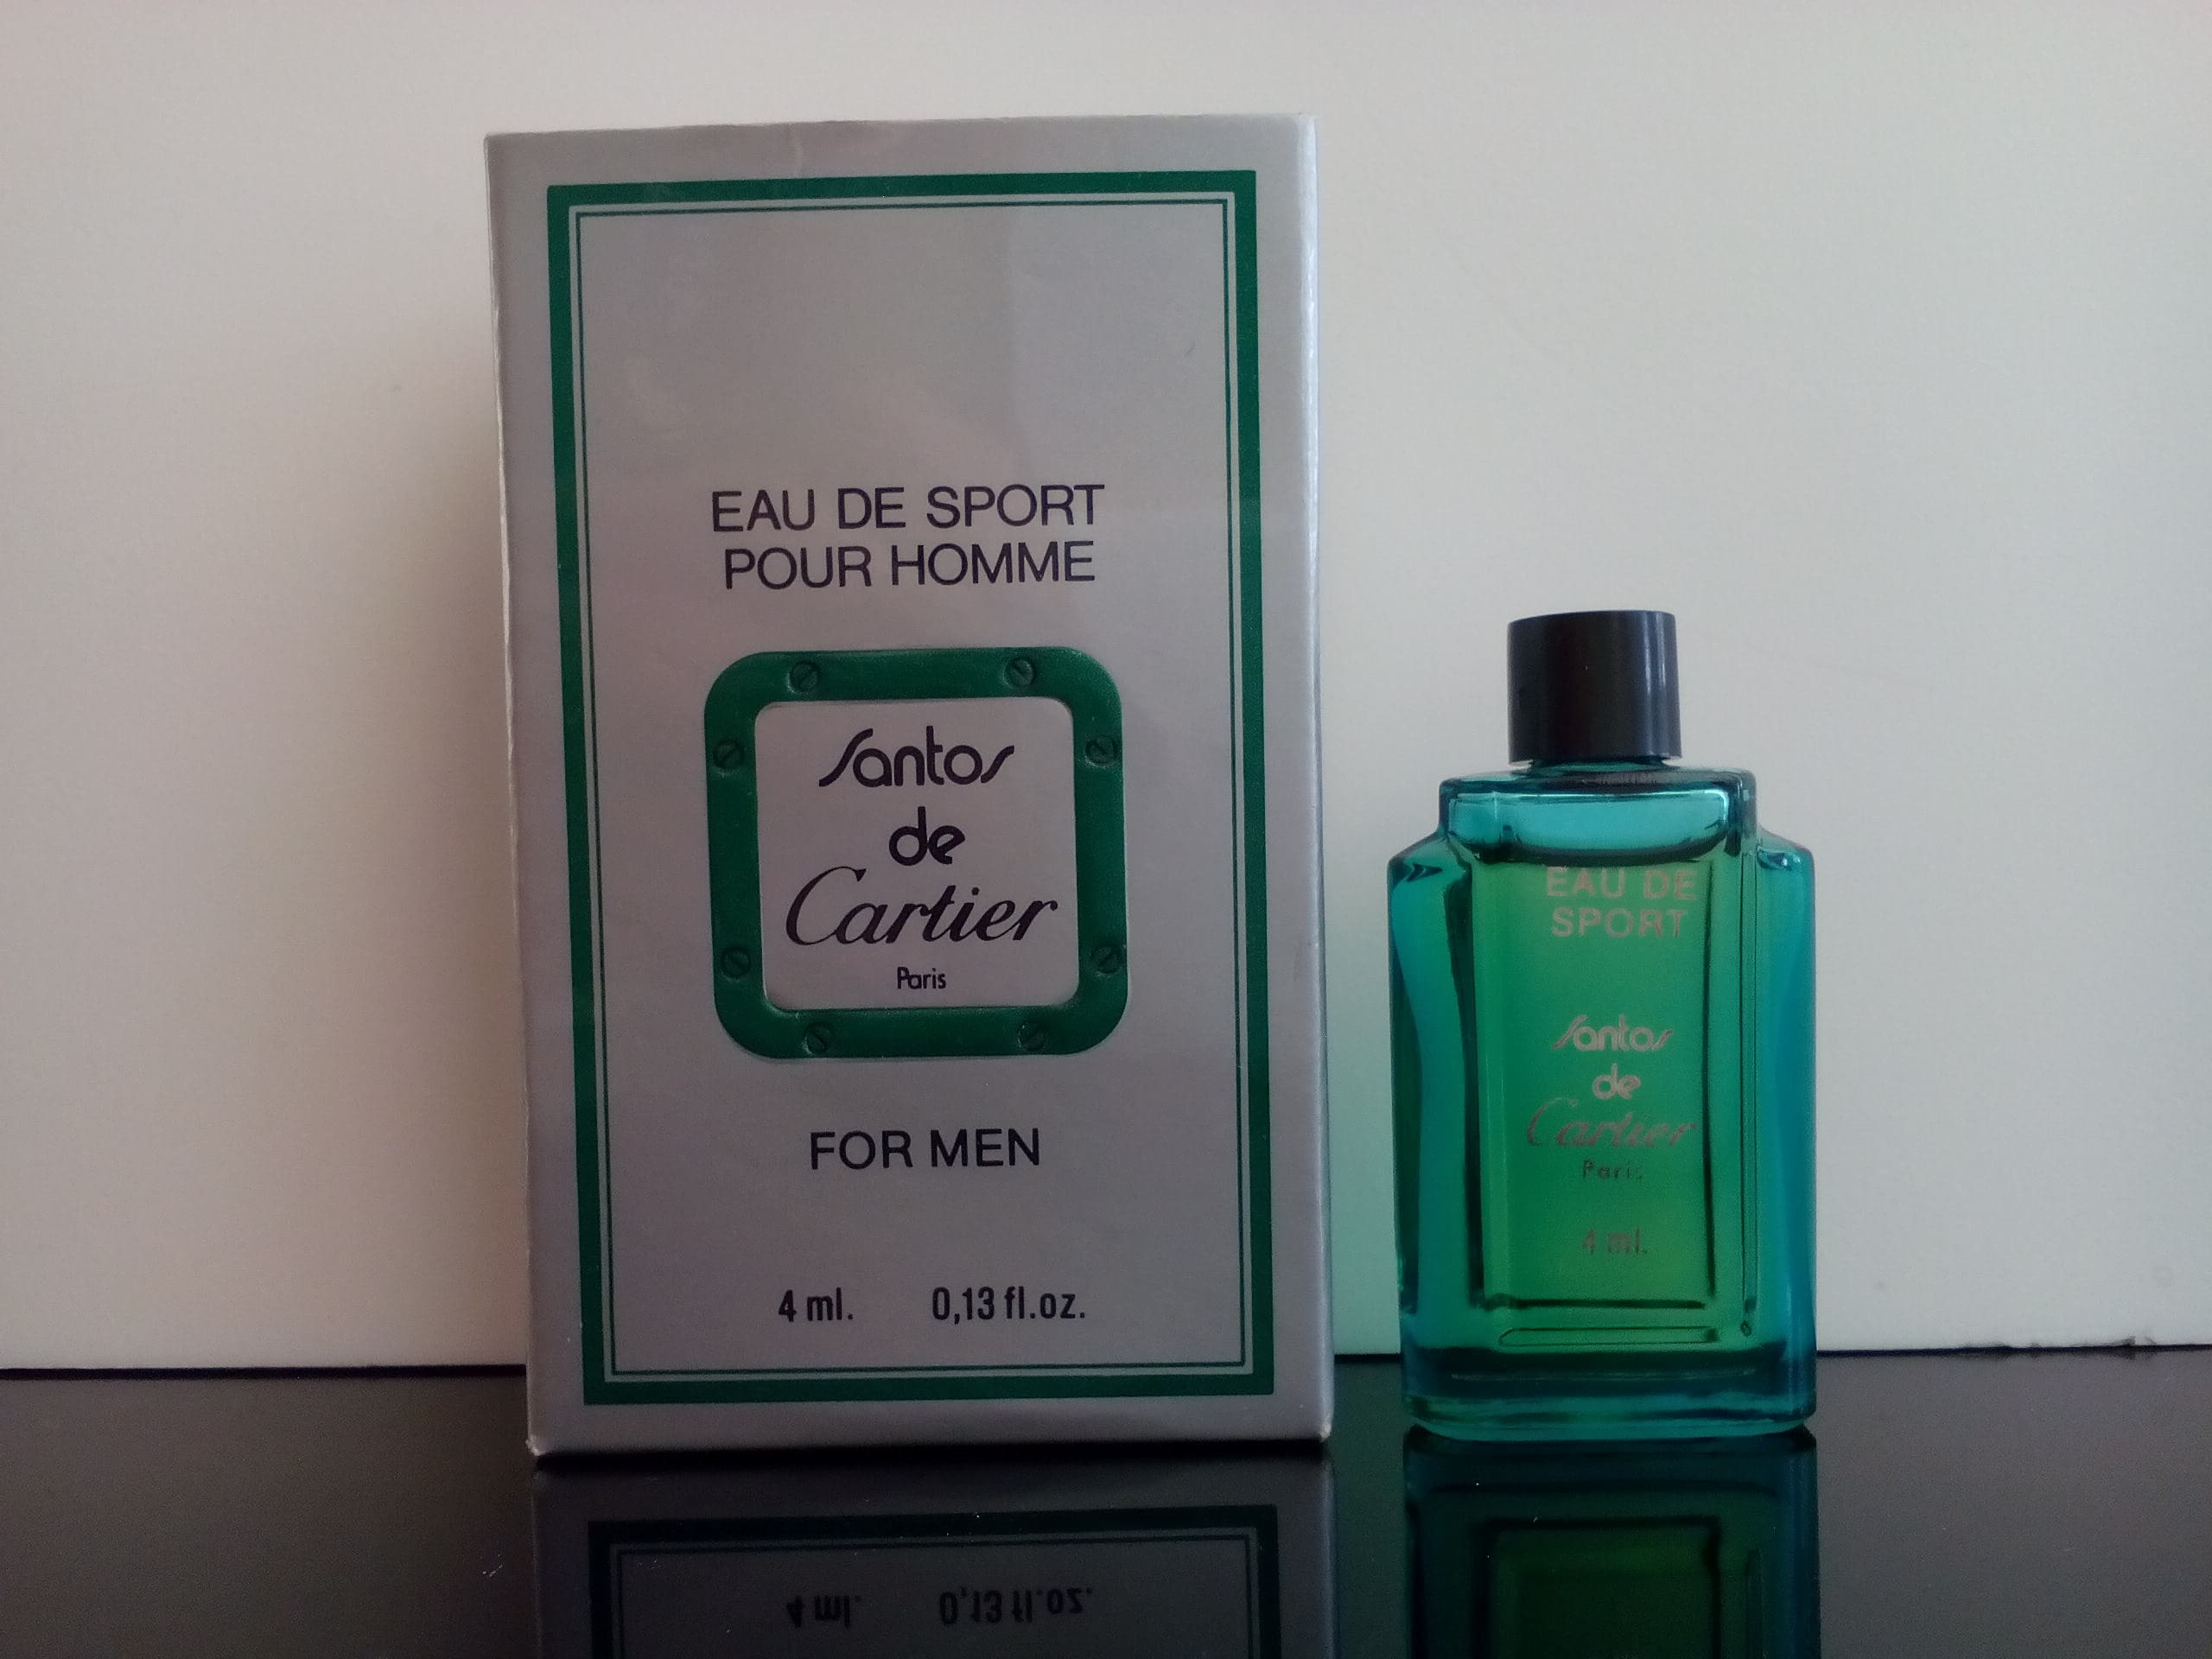 EAU DE SPORT
POUR HOMME
Santos
de
Cartier
Paris
FOR MEN
4 ml. 0,13 fl.oz.
EAU DE
SPORT
Santos
de
Cartier
Paris
4 ml.